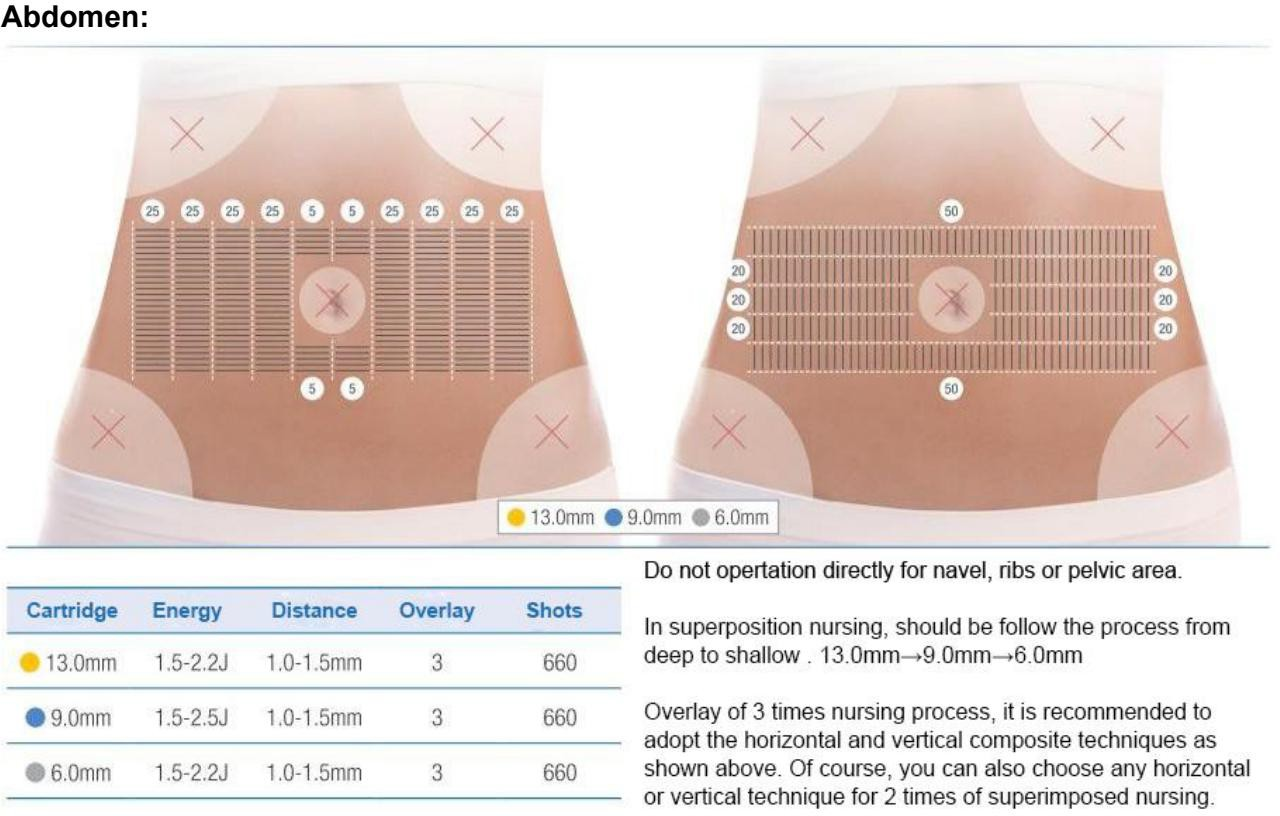 Abdomen:
25 25 25 25 5 5 25 25 25 25
5 5
50
20 20
20 20
20 20
50
13.0mm 9.0mm 6.0mm
Cartridge Energy Distance Overlay Shots
13.0mm 1.5-2.2J 1.0-1.5mm 3 660
9.0mm 1.5-2.5J 1.0-1.5mm 3 660
6.0mm 1.5-2.2J 1.0-1.5mm 3 660
Do not opertation directly for navel, ribs or pelvic area.
In superposition nursing, should be follow the process from
deep to shallow . 13.0mm→9.0mm→6.0mm
Overlay of 3 times nursing process, it is recommended to
adopt the horizontal and vertical composite techniques as
shown above. Of course, you can also choose any horizontal
or vertical technique for 2 times of superimposed nursing.